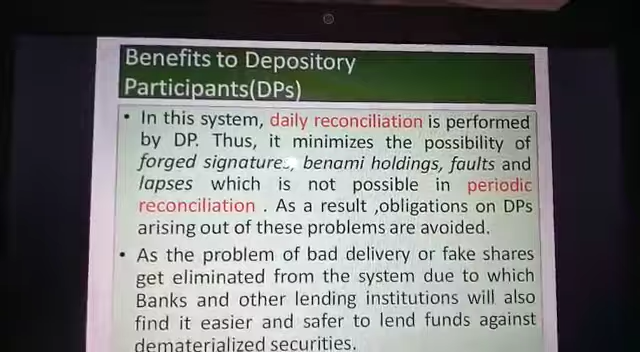 Benefits to Depository
Participants(DPs)
• In this system, daily reconciliation is performed
by DP. Thus, it minimizes the possibility of
forged signatures, benami holdings, faults and
lapses which is not possible in periodic
reconciliation . As a result ,obligations on DPs
arising out of these problems are avoided.
• As the problem of bad delivery or fake shares
get eliminated from the system due to which
Banks and other lending institutions will also
find it easier and safer to lend funds against
dematerialized securities.